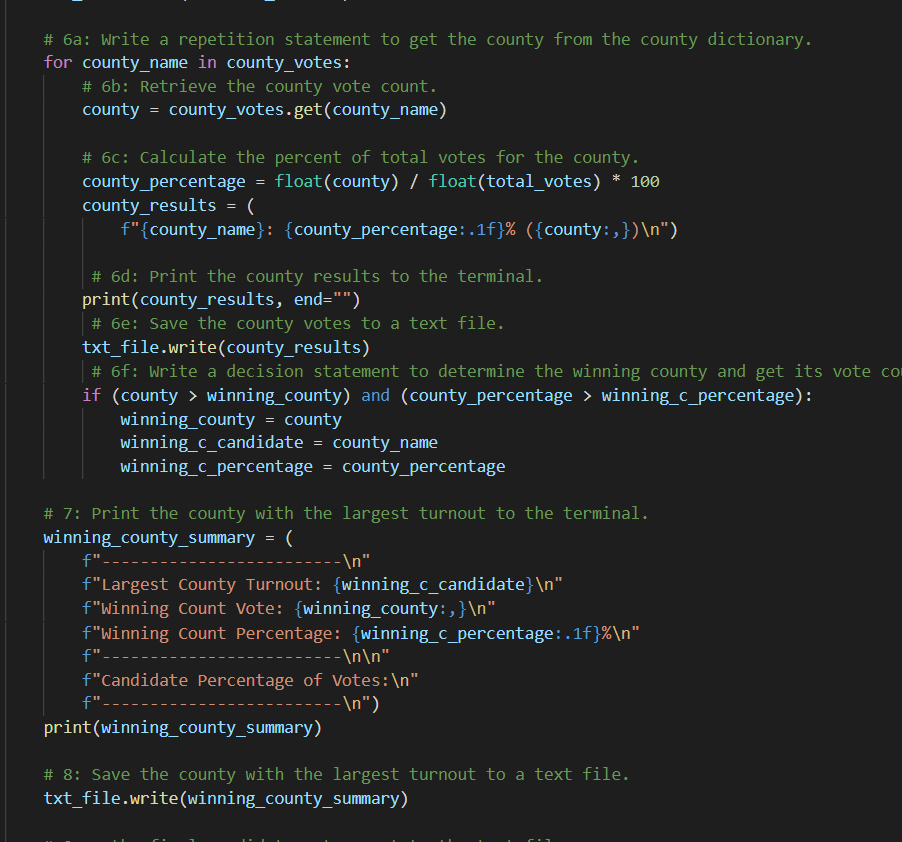 # 6a: Write a repetition statement to get the county from the county dictionary.
for county_name in county_votes:
# 6b: Retrieve the county vote count.
county = county_votes.get(county_name)
# 6c: Calculate the percent of total votes for the county.
county_percentage = float(county) / float(total_votes) * 100
county_results = (
f"{county_name}: {county_percentage:.1f}% ({county:,})\n")
# 6d: Print the county results to the terminal.
print(county_results, end="")
# 6e: Save the county votes to a text file.
txt_file.write(county_results)
# 6f: Write a decision statement to determine the winning county and get its vote
if (county > winning_county) and (county_percentage > winning_c_percentage):
winning_county = county
winning_c_candidate = county_name
winning_c_percentage = county_percentage
# 7: Print the county with the largest turnout to the terminal.
winning_county_summary = (
f"-------------------------\n"
f"Largest County Turnout: {winning_c_candidate}\n"
f"Winning Count Vote: {winning_county:,}\n"
f"Winning Count Percentage: {winning_c_percentage:.1f}%\n"
f"-------------------------\n\n"
f"Candidate Percentage of Votes:\n"
f"-------------------------\n")
print(winning_county_summary)
# 8: Save the county with the largest turnout to a text file.
txt_file.write(winning_county_summary)